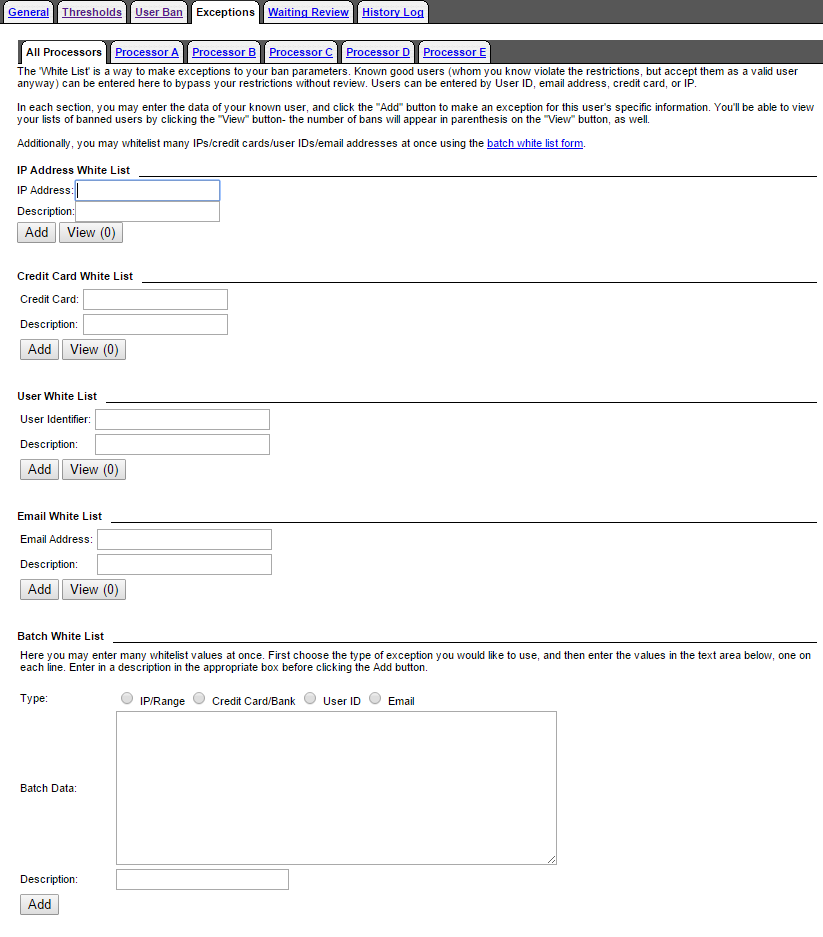 General Thresholds User Ban Exceptions Waiting Review History Log
All Processors Processor A Processor B Processor C Processor D Processor E
The 'White List' is a way to make exceptions to your ban parameters. Known good users (whom you know violate the restrictions, but accept them as a valid user
anyway) can be entered here to bypass your restrictions without review. Users can be entered by User ID, email address, credit card, or IP.
In each section, you may enter the data of your known user, and click the "Add" button to make an exception for this user's specific information. You'll be able to view
your lists of banned users by clicking the "View" button- the number of bans will appear in parenthesis on the "View" button, as well.
Additionally, you may whitelist many IPs/credit cards/user IDs/email addresses at once using the batch white list form.
IP Address White List
IP Address:
Description:
Add View (0)
Credit Card White List
Credit Card:
Description:
Add View (0)
User White List
User Identifier:
Description:
Add View (0)
Email White List
Email Address:
Description:
Add View (0)
Batch White List
Here you may enter many whitelist values at once. First choose the type of exception you would like to use, and then enter the values in the text area below, one on
each line. Enter in a description in the appropriate box before clicking the Add button.
Type: IP/Range Credit Card/Bank User ID Email
Batch Data:
Description:
Add